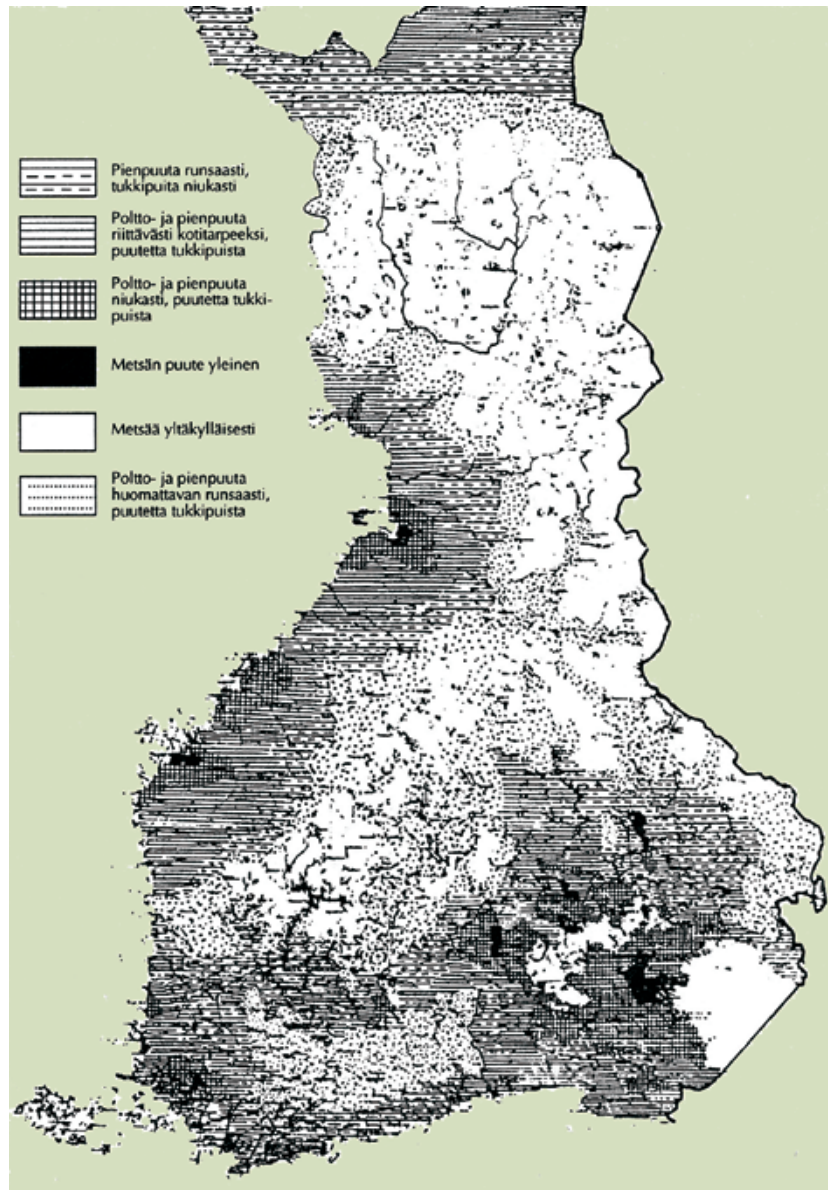 Pienpuuta runsaasti,
tukkipuita niukasti
Poltto- ja pienpuuta
riittävästi kotitarpeeksi,
puutetta tukkipuista
Poltto- ja pienpuuta
niukasti, puutetta tukki-
puista
Metsän puute yleinen
Metsää yltäkylläisesti
Poltto- ja pienpuuta
huomattavan runsaasti,
puutetta tukkipuista